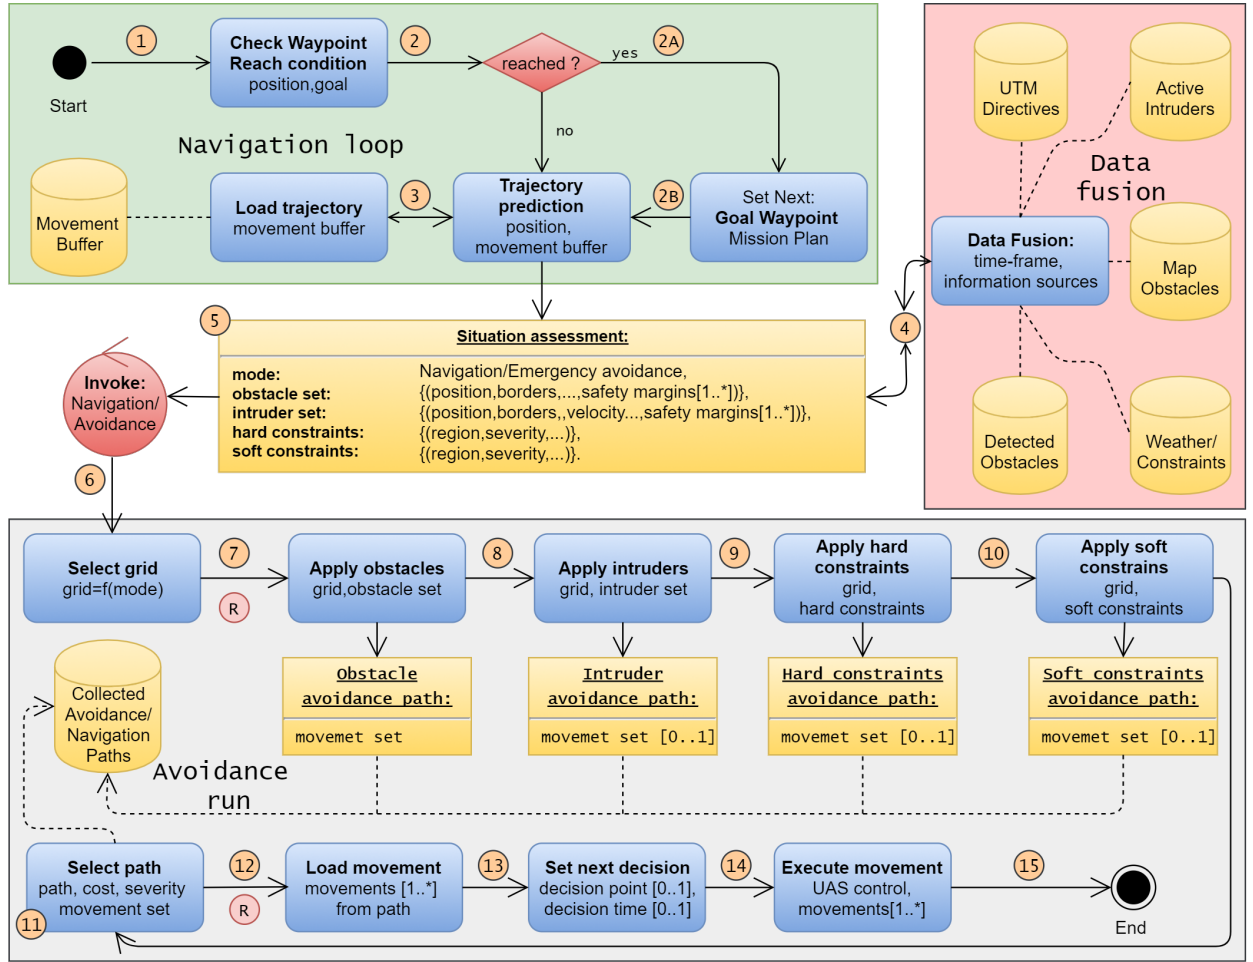 1
2
2A
Check Waypoint
Reach condition
position,goal
reached ?
yes
no
Start
Navigation loop
Movement
Buffer
Load trajectory
movement buffer
3
Trajectory
prediction
position,
movement buffer
2B
Set Next:
Goal Waypoint
Mission Plan
UTM
Directives
Active
Intruders
Data
fusion
Data Fusion:
time-frame,
information sources
Map
Obstacles
Detected
Obstacles
Weather/
Constraints
4
5
Situation assessment:
mode: Navigation/Emergency avoidance,
obstacle set: {(position,borders,...,safety margins[1..*])},
intruder set: {(position,borders,,velocity...,safety margins[1..*])},
hard constraints: {(region,severity,...)},
soft constraints: {(region,severity,...)}.
Invoke:
Navigation/
Avoidance
6
Select grid
grid=f(mode)
7
R
Apply obstacles
grid,obstacle set
8
Apply intruders
grid, intruder set
9
Apply hard
constraints
grid,
hard constraints
10
Apply soft
constrains
grid,
soft constraints
Collected
Avoidance/
Navigation
Paths
Obstacle
avoidance path:
movemet set
Intruder
avoidance path:
movemet set [0..1]
Hard constraints
avoidance path:
movemet set [0..1]
Soft constraints
avoidance path:
movemet set [0..1]
Avoidance
run
Select path
path, cost, severity
movement set
11
12
R
Load movement
movements [1..*]
from path
13
Set next decision
decision point [0..1],
decision time [0..1]
14
Execute movement
UAS control,
movements[1..*]
15
End